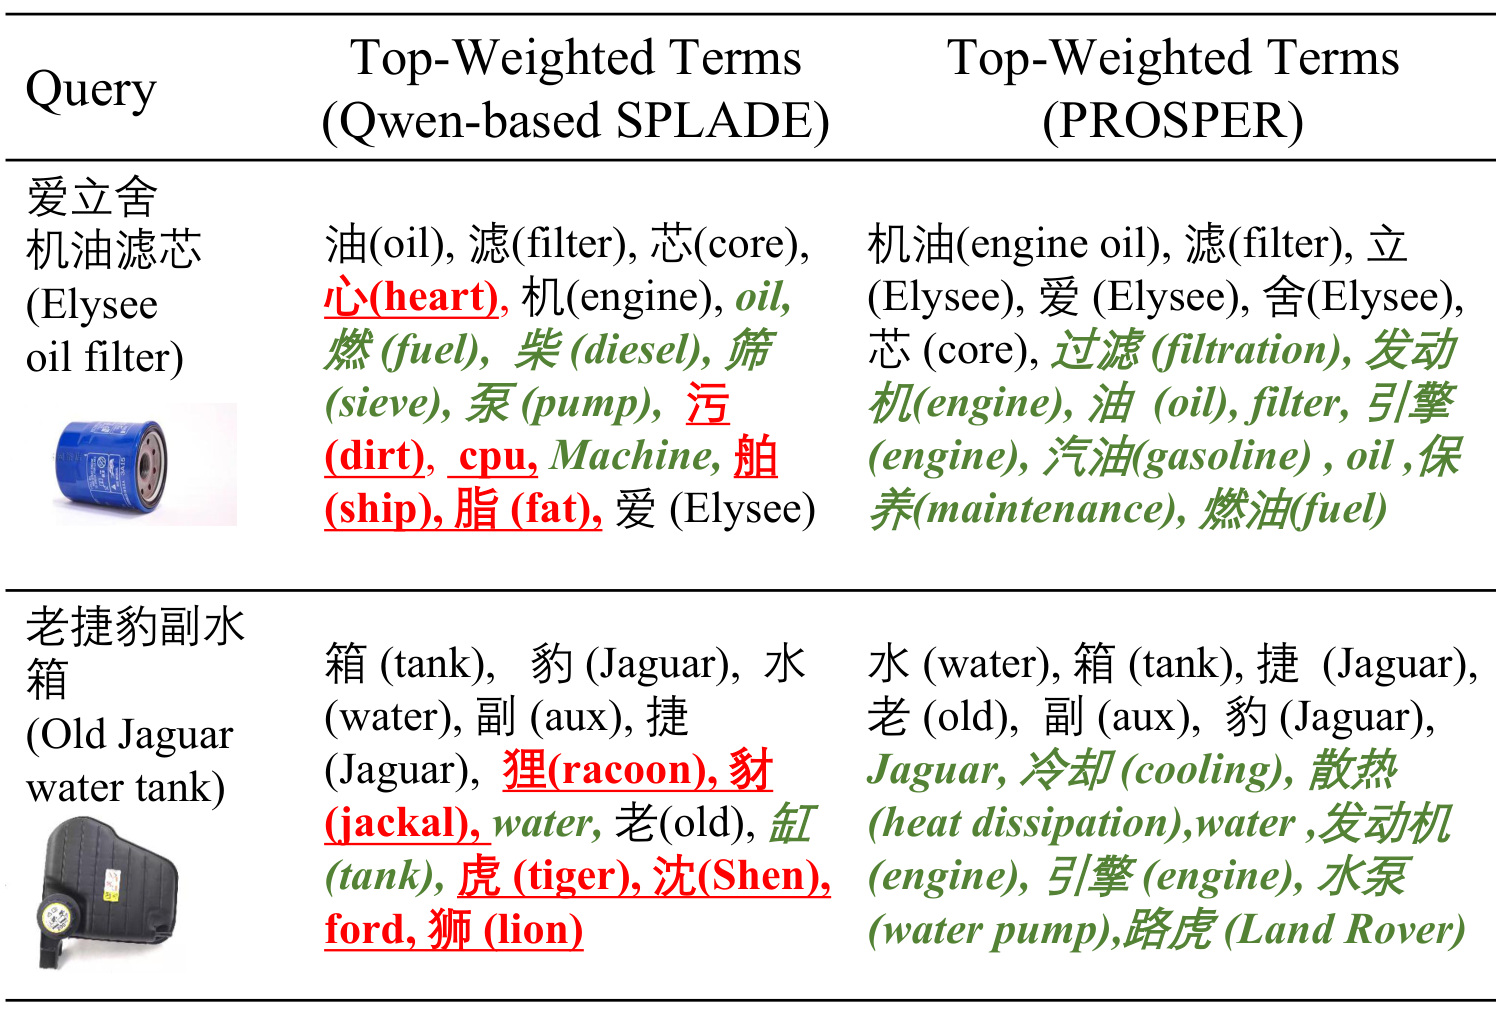 Query
Top-Weighted Terms
(Qwen-based SPLADE)
Top-Weighted Terms
(PROSPER)
爱立舍
机油滤芯
(Elysee
oil filter)
油(oil), 滤(filter), 芯(core),
心(heart), 机(engine), oil,
燃 (fuel), 柴 (diesel), 筛
(sieve), 泵 (pump), 污
(dirt), cpu, Machine, 舶
(ship), 脂 (fat), 爱 (Elysee)
机油(engine oil), 滤(filter), 立
(Elysee), 爱 (Elysee), 舍(Elysee),
芯 (core), 过滤 (filtration), 发动
机(engine), 油 (oil), filter, 引擎
(engine), 汽油(gasoline) , oil ,保
养(maintenance), 燃油(fuel)
老捷豹副水
箱
(Old Jaguar
water tank)
箱 (tank), 豹 (Jaguar), 水
(water), 副 (aux), 捷
(Jaguar), 狸(racoon), 豺
(jackal), water, 老(old), 缸
(tank), 虎 (tiger), 沈(Shen),
ford, 狮 (lion)
水 (water), 箱 (tank), 捷 (Jaguar),
老 (old), 副 (aux), 豹 (Jaguar),
Jaguar, 冷却 (cooling), 散热
(heat dissipation),water ,发动机
(engine), 引擎 (engine), 水泵
(water pump),路虎 (Land Rover)